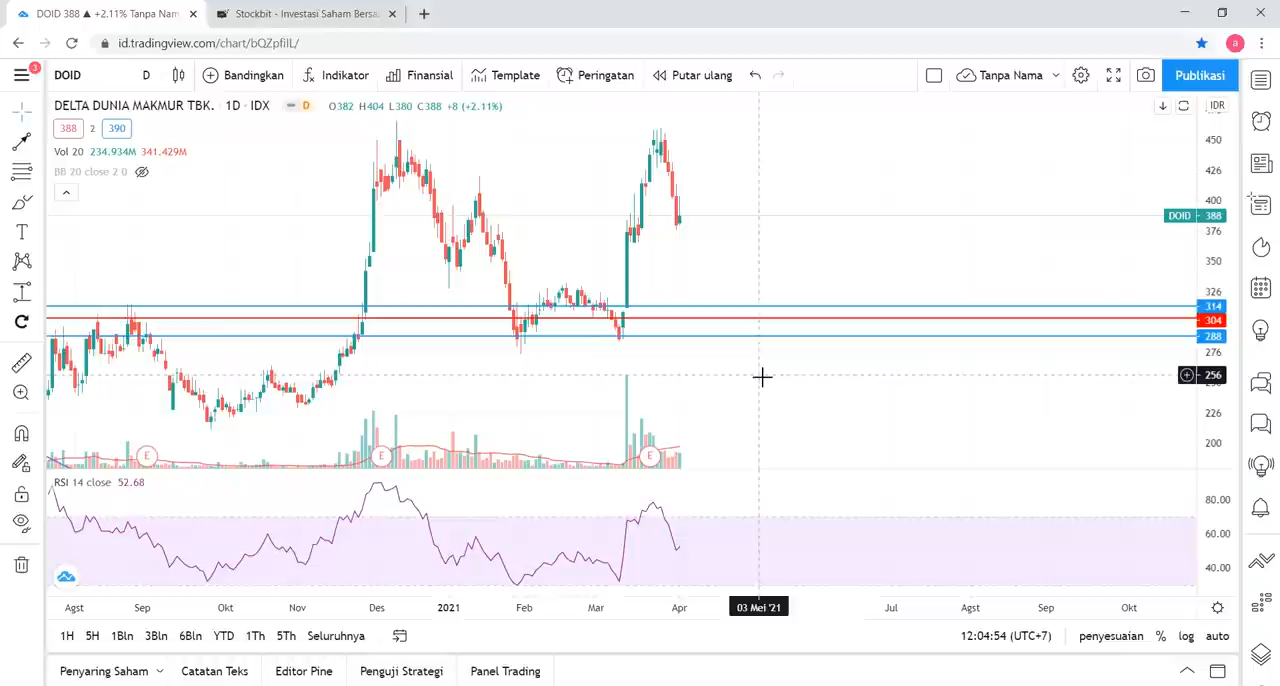 DOID 388 ▲ +2.11% Tanpa Nam
Stockbit - Investasi Saham Bersa
id.tradingview.com/chart/bQZpfiIL/
a
3
DOID D Bandingkan Indikator Finansial Template Peringatan Putar ulang Tanpa Nama Publikasi
DELTA DUNIA MAKMUR TBK. · 1D · IDX D O382 H404 L380 C388 +8 (+2.11%)
IDR
388 2 390
Vol 20 234.934M 341.429M
BB 20 close 2 0
450
426
400
DOID 388
376
350
326
314
304
288
276
256
226
200
E E E
RSI 14 close 52.68
80.00
60.00
40.00
Agst Sep Okt Nov Des 2021 Feb Mar Apr 03 Mei '21 Jul Agst Sep Okt
1H 5H 1Bln 3Bln 6Bln YTD 1Th 5Th Seluruhnya 12:04:54 (UTC+7) penyesuaian % log auto
Penyaring Saham Catatan Teks Editor Pine Penguji Strategi Panel Trading